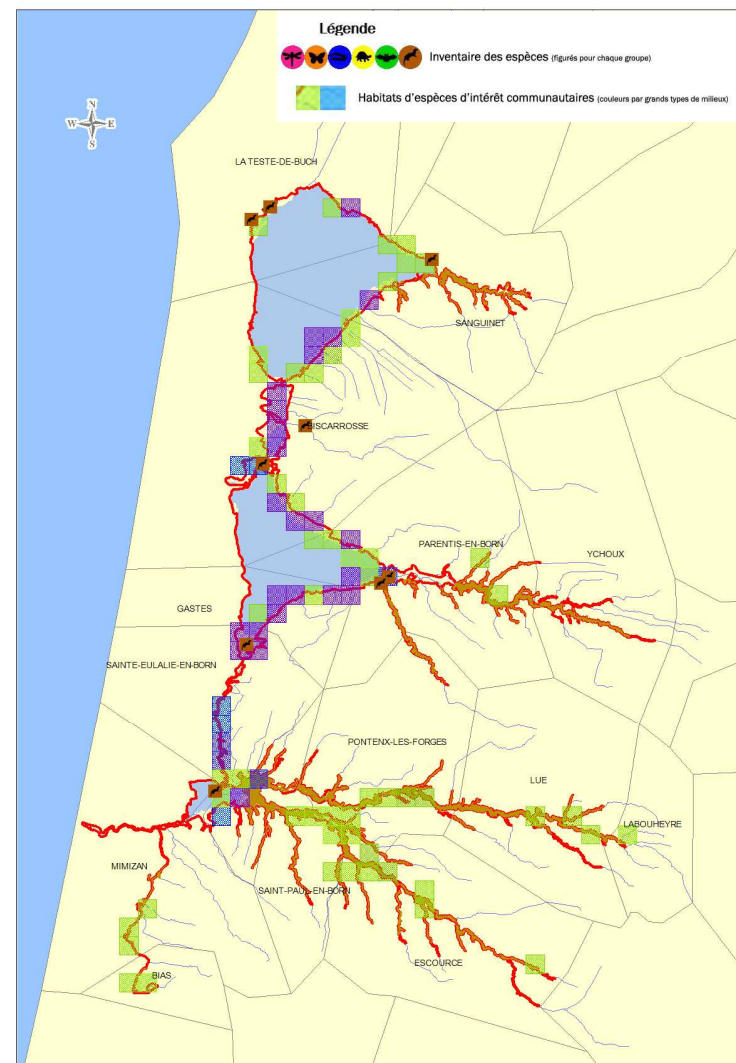 Légende
Inventaire des espèces (figurés pour chaque groupe)
Habitats d'espèces d'intérêt communautaires (couleurs par grands types de milieux)
N
W E
S
LA TESTE-DE-BUCH
SANGUINET
BISCARROSSE
PARENTIS-EN-BORN
YCHOUX
GASTES
SAINTE-EULALIE-EN-BORN
PONTENX-LES-FORGES
LUE
LABOUHEYRE
MIMIZAN
SAINT-PAUL-EN-BORN
ESCOURCE
BIAS